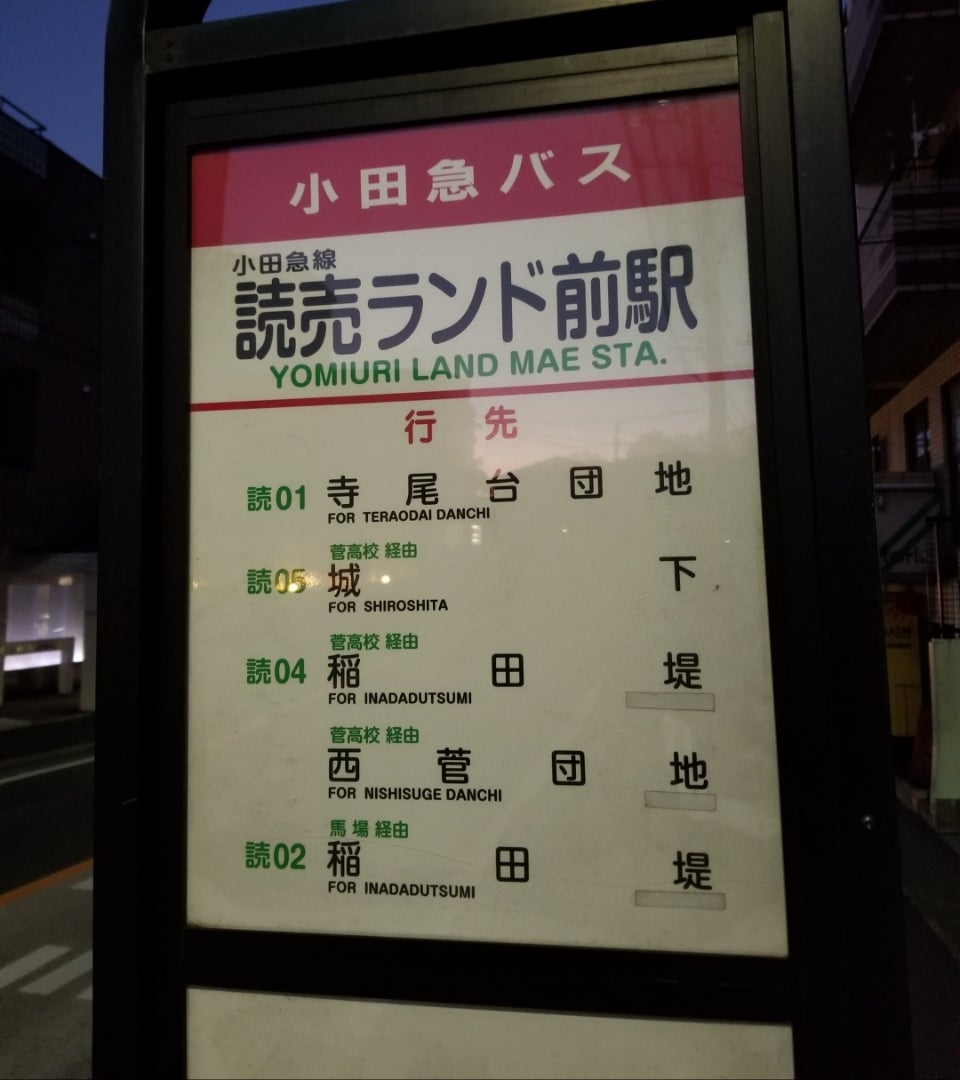 小田急バス
小田急線
読売ランド前駅
YOMIURI LAND MAE STA.
行先
読01 寺尾台団地
FOR TERAODAI DANCHI
菅高校 経由
読05 城下
FOR SHIROSHITA
菅高校 経由
読04 稲田堤
FOR INADADUTSUMI
菅高校 経由
西菅団地
FOR NISHISUGE DANCHI
馬場 経由
読02 稲田堤
FOR INADADUTSUMI